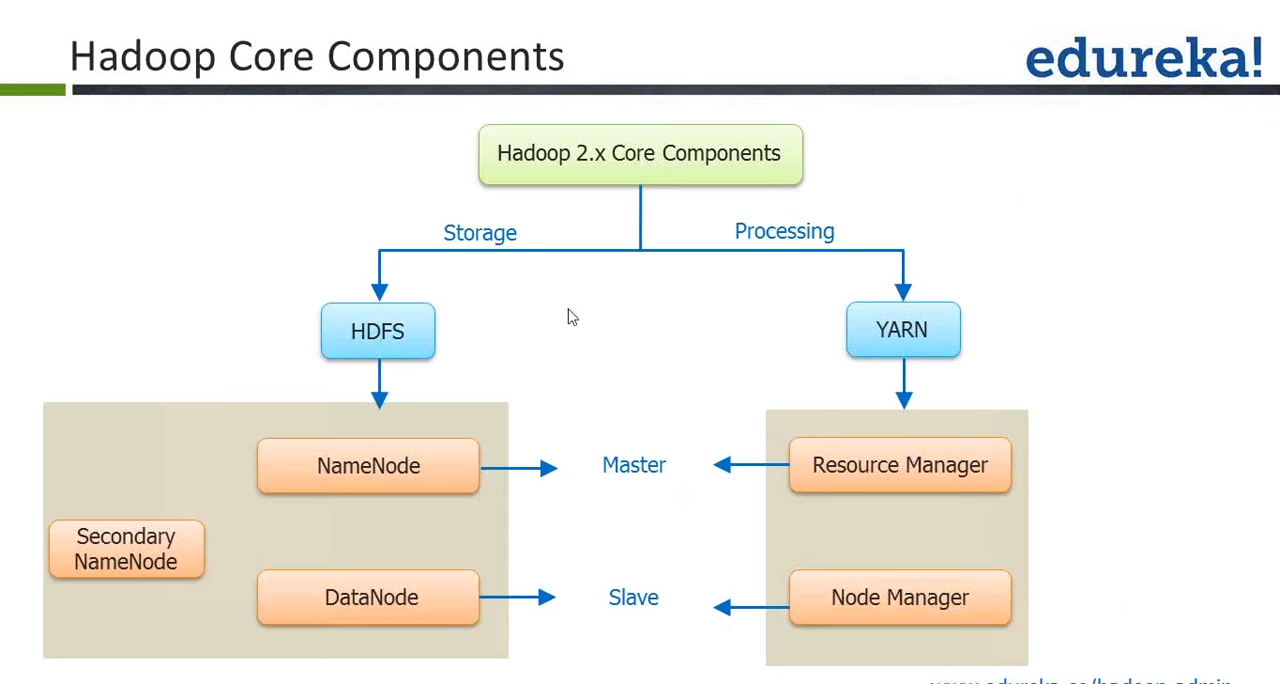 Hadoop Core Components
edureka!
Hadoop 2.x Core Components
Storage
Processing
HDFS
YARN
NameNode
Master
Resource Manager
Secondary
NameNode
DataNode
Slave
Node Manager